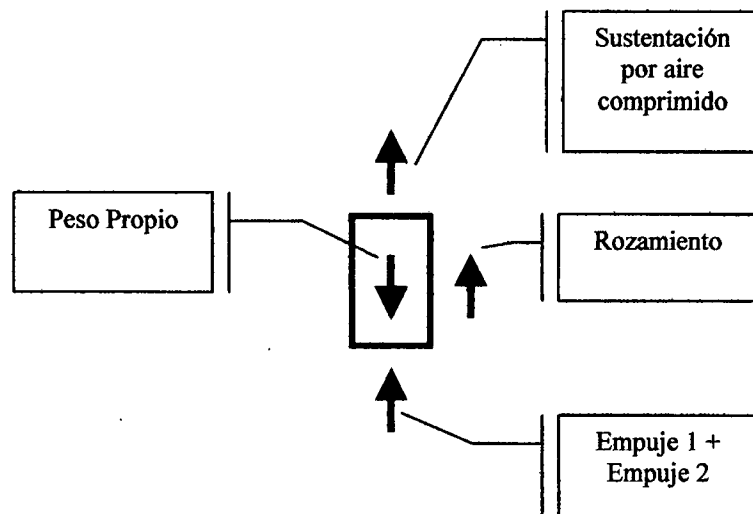 Sustentación
por aire
comprimido
Peso Propio
Rozamiento
Empuje 1 +
Empuje 2